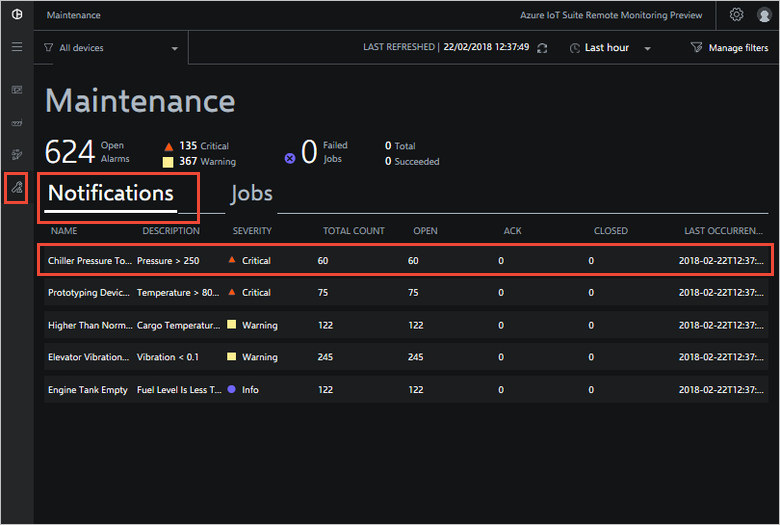 Maintenance
Azure IoT Suite Remote Monitoring Preview
All devices
LAST REFRESHED | 22/02/2018 12:37:49
Last hour
Manage filters
Maintenance
624 Open Alarms
135 Critical
367 Warning
0 Failed Jobs
0 Total
0 Succeeded
Notifications Jobs
NAME DESCRIPTION SEVERITY TOTAL COUNT OPEN ACK CLOSED LAST OCCURREN...
Chiller Pressure To... Pressure > 250 Critical 60 60 0 0 2018-02-22T12:37:...
Prototyping Devic... Temperature > 80... Critical 75 75 0 0 2018-02-22T12:37:...
Higher Than Norm... Cargo Temperatur... Warning 122 122 0 0 2018-02-22T12:37:...
Elevator Vibration... Vibration < 0.1 Warning 245 245 0 0 2018-02-22T12:37:...
Engine Tank Empty Fuel Level Is Less T... Info 122 122 0 0 2018-02-22T12:37:...